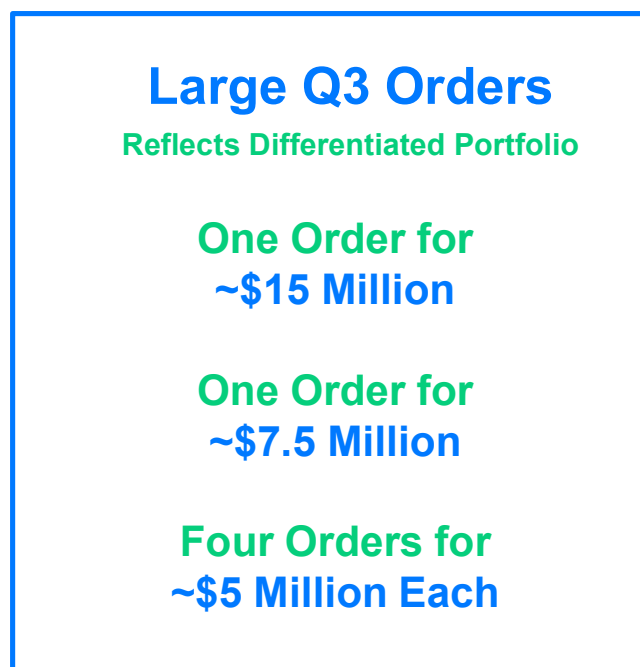 Large Q3 Orders
Reflects Differentiated Portfolio
One Order for
~$15 Million
One Order for
~$7.5 Million
Four Orders for
~$5 Million Each